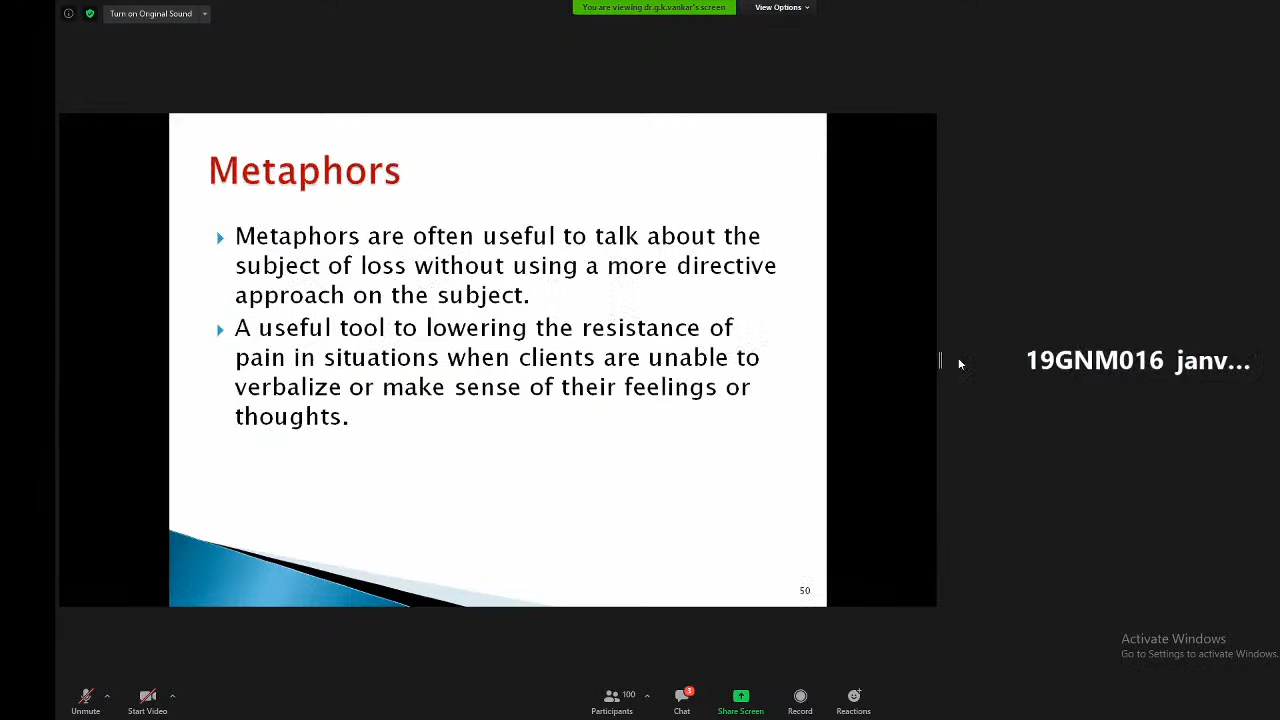 Turn on Original Sound
You are viewing dr.g.k.vankar's screen
View Options
Metaphors
Metaphors are often useful to talk about the
subject of loss without using a more directive
approach on the subject.
A useful tool to lowering the resistance of
pain in situations when clients are unable to
verbalize or make sense of their feelings or
thoughts.
50
19GNM016 janv...
Activate Windows
Go to Settings to activate Windows.
Unmute
Start Video
100
Participants
3
Chat
Share Screen
Record
Reactions